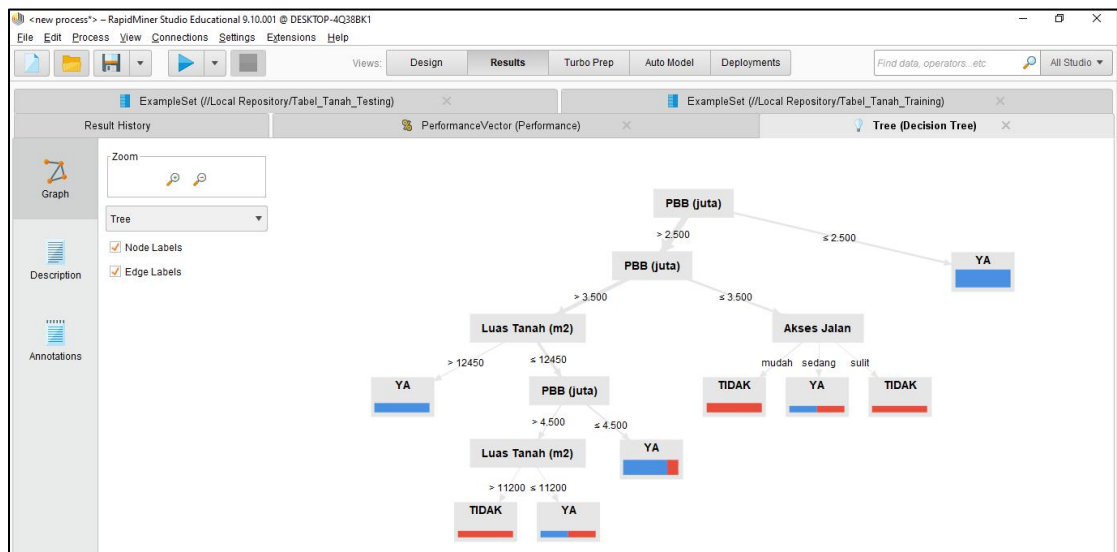 <new process*> – RapidMiner Studio Educational 9.10.001 @ DESKTOP-4Q38BK1
File Edit Process View Connections Settings Extensions Help
Views: Design Results Turbo Prep Auto Model Deployments Find data, operators...etc All Studio
ExampleSet (//Local Repository/Tabel_Tanah_Testing) ExampleSet (//Local Repository/Tabel_Tanah_Training)
Result History PerformanceVector (Performance) Tree (Decision Tree)
Graph
Description
Annotations
Zoom
Tree
Node Labels
Edge Labels
PBB (juta)
> 2.500 ≤ 2.500
PBB (juta) YA
> 3.500 ≤ 3.500
Luas Tanah (m2) Akses Jalan
> 12450 ≤ 12450 mudah sedang sulit
YA PBB (juta) TIDAK YA TIDAK
> 4.500 ≤ 4.500
Luas Tanah (m2) YA
> 11200 ≤ 11200
TIDAK YA